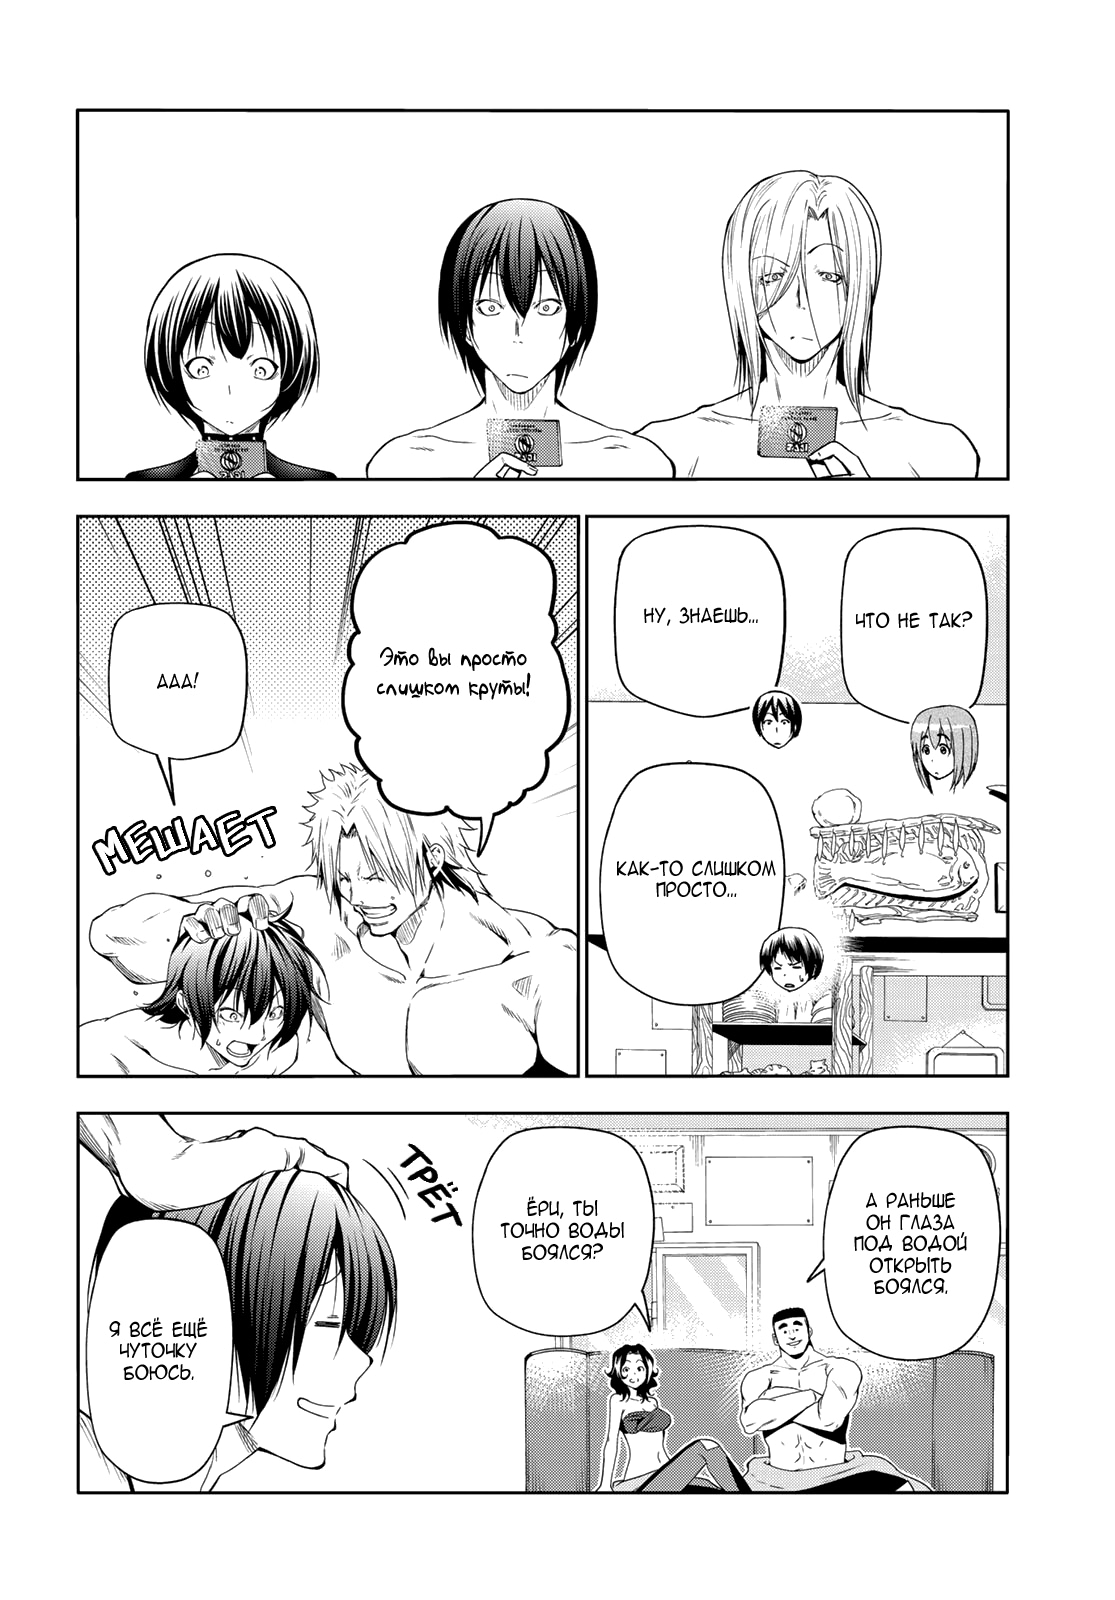 ЧТО НЕ ТАК?
НУ, ЗНАЕШЬ...
КАК-ТО СЛИШКОМ
ПРОСТО...
Это вы просто
слишком круты!
ААА!
МЕШАЕТ
А РАНЬШЕ
ОН ГЛАЗА
ПОД ВОДОЙ
ОТКРЫТЬ
БОЯЛСЯ.
ЁРИ, ТЫ
ТОЧНО ВОДЫ
БОЯЛСЯ?
ТРЁТ
Я ВСЁ ЕЩЁ
ЧУТОЧКУ
БОЮСЬ.